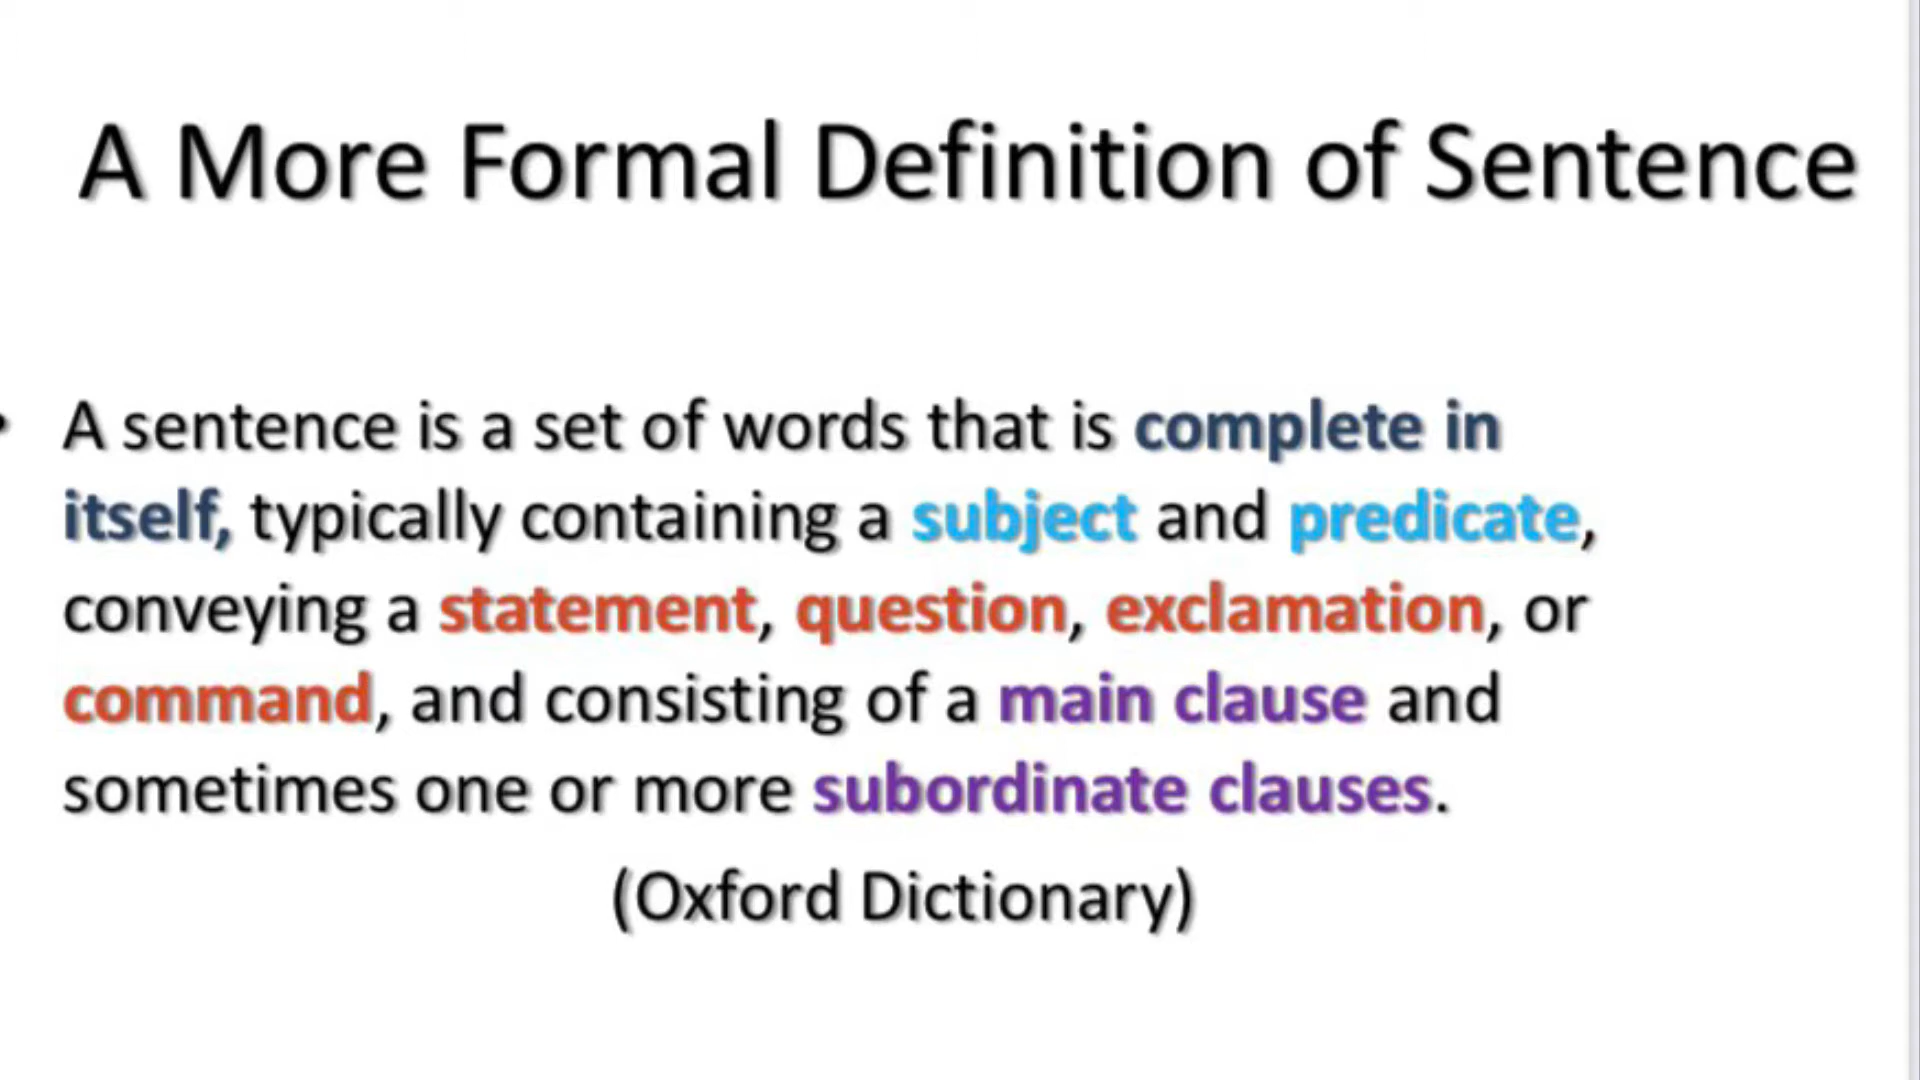 A More Formal Definition of Sentence
• A sentence is a set of words that is complete in
itself, typically containing a subject and predicate,
conveying a statement, question, exclamation, or
command, and consisting of a main clause and
sometimes one or more subordinate clauses.
(Oxford Dictionary)